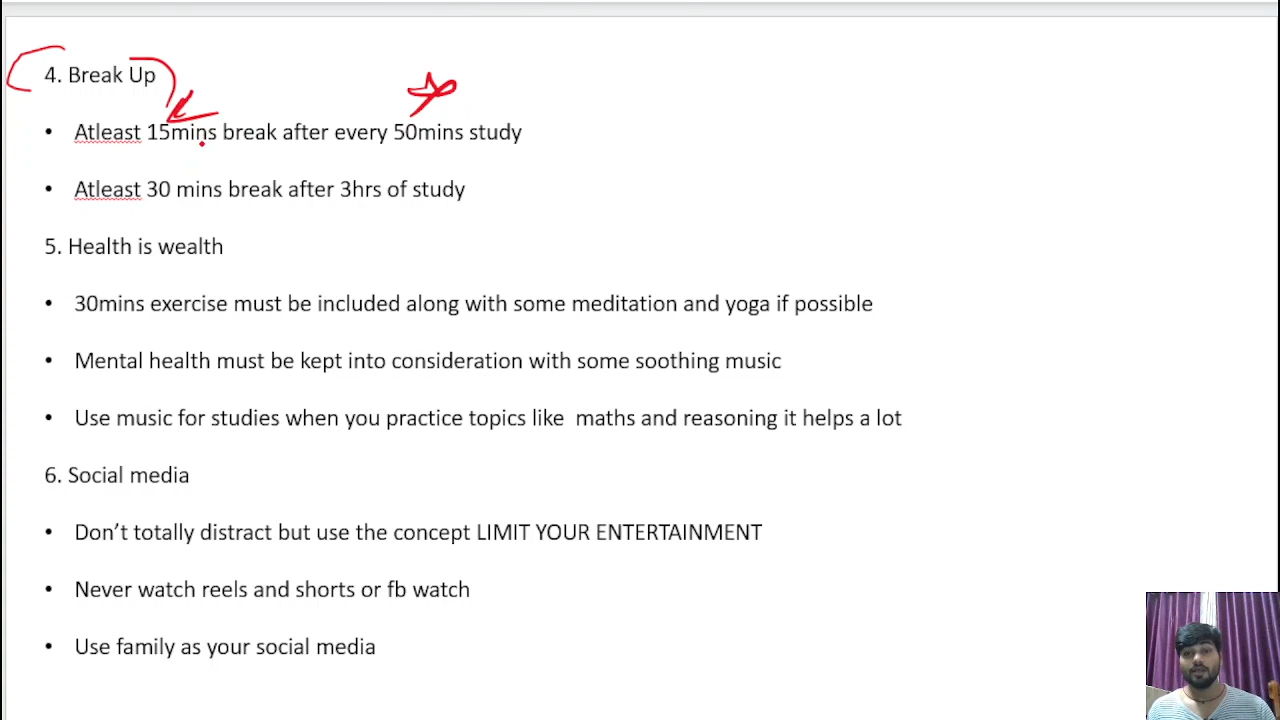 4. Break Up
• Atleast 15mins break after every 50mins study
• Atleast 30 mins break after 3hrs of study
5. Health is wealth
• 30mins exercise must be included along with some meditation and yoga if possible
• Mental health must be kept into consideration with some soothing music
• Use music for studies when you practice topics like  maths and reasoning it helps a lot
6. Social media
• Don’t totally distract but use the concept LIMIT YOUR ENTERTAINMENT
• Never watch reels and shorts or fb watch
• Use family as your social media